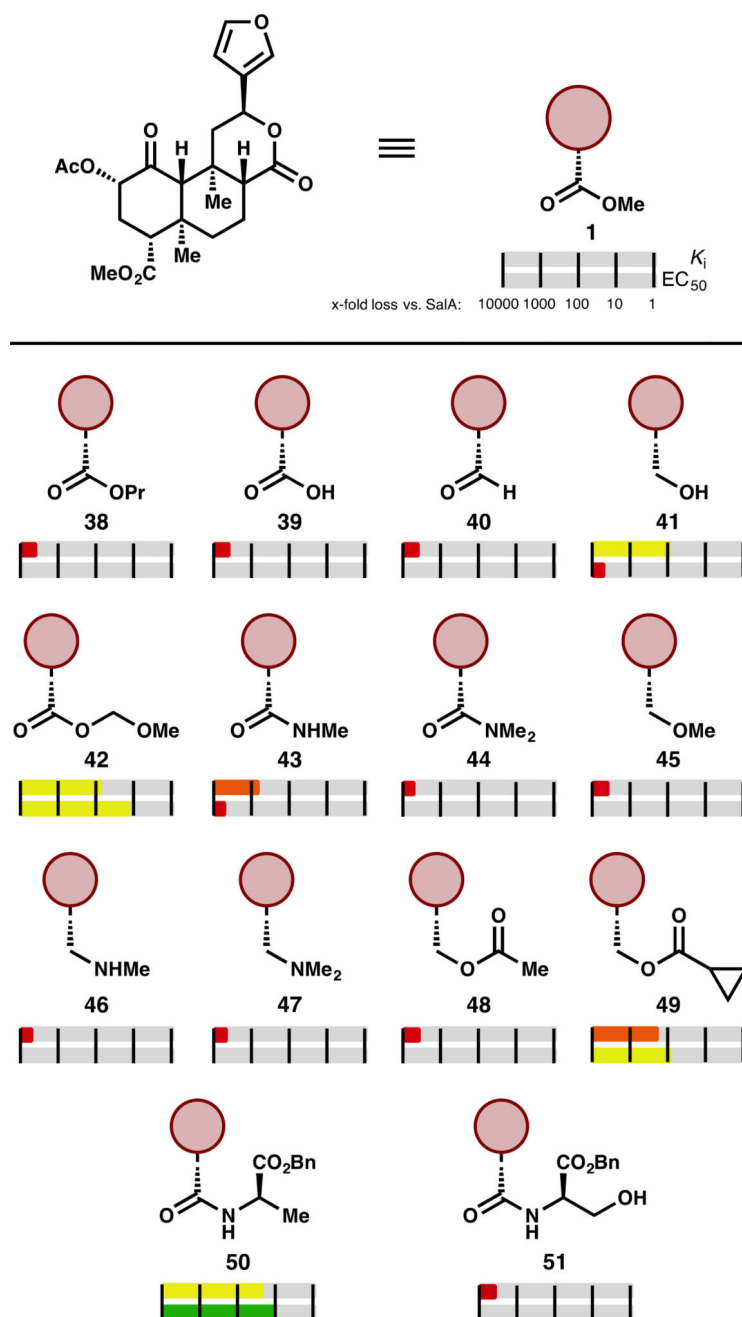 O
O
O
H
H
AcO
O
O
Me
Me
MeO₂C
O
OMe
1
Kᵢ
EC₅₀
x-fold loss vs. SalA: 10000 1000 100 10 1
O OPr
O OH
O H
OH
38 39 40 41
O O OMe
O NHMe
O NMe₂
OMe
42 43 44 45
O
O
NHMe
NMe₂
O Me
O
46 47 48 49
CO₂Bn
CO₂Bn
OH
O N Me
H
O N
H
50 51